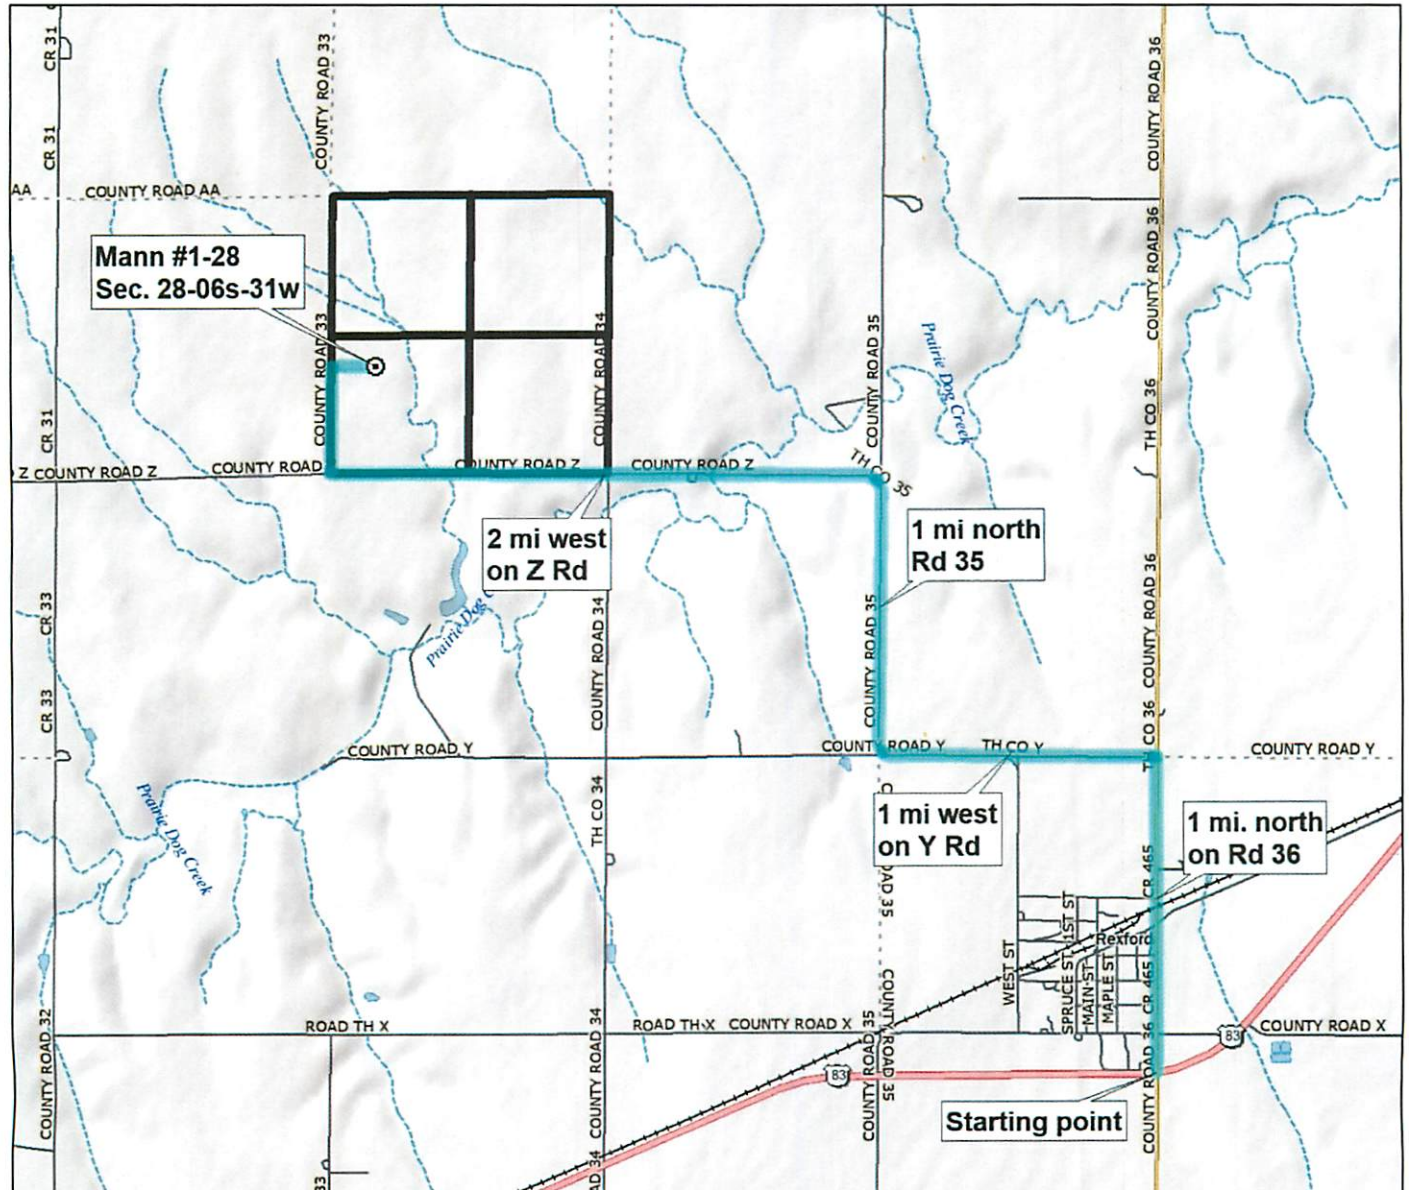 CR 31
COUNTY ROAD 33
COUNTY ROAD 36
CR 31
AA
COUNTY ROAD AA
COUNTY ROAD 36
Mann #1-28
Sec. 28-06s-31w
COUNTY ROAD 33
COUNTY ROAD 34
COUNTY ROAD 35
Prairie Dog Creek
TH CO 36
CR 31
Z COUNTY ROAD Z
COUNTY ROAD
COUNTY ROAD Z
COUNTY ROAD Z
TH CO 35
2 mi west
on Z Rd
1 mi north
Rd 35
COUNTY ROAD 36
CR 33
Prairie Dog C
COUNTY ROAD 34
COUNTY ROAD 35
CR 33
TH CO 36
COUNTY ROAD Y
COUNTY ROAD Y
TH CO Y
COUNTY ROAD Y
Prairie Dog Creek
TH CO 34
1 mi west
on Y Rd
1 mi. north
on Rd 36
CR 465
OAD 35
1ST ST
Rexford
WEST ST
SPRUCE ST
MAIN ST
MAPLE ST
CR 465
COUNTY ROAD 32
ROAD TH X
COUNTY ROAD 34
ROAD TH X
COUNTY ROAD X
COUNTY ROAD 35
COUNTY ROAD 35
COUNTY ROAD 36
83
COUNTY ROAD X
83
Starting point
33
AD 34